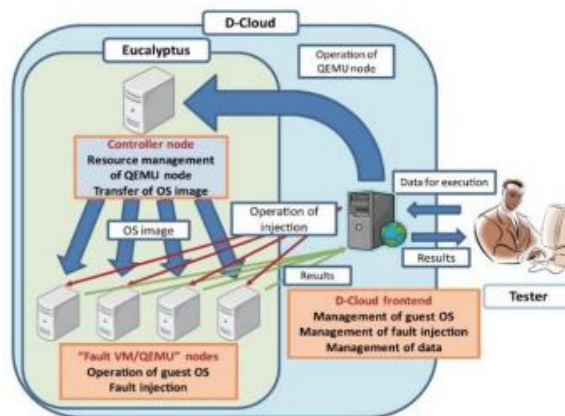 D-Cloud
Eucalyptus
Operation of
QEMU node
Controller node
Resource management
of QEMU node
Transfer of OS image
Data for execution
OS image
Operation of
injection
Results
Results
Tester
D-Cloud frontend
Management of guest OS
Management of fault injection
Management of data
"Fault VM/QEMU" nodes
Operation of guest OS
Fault injection